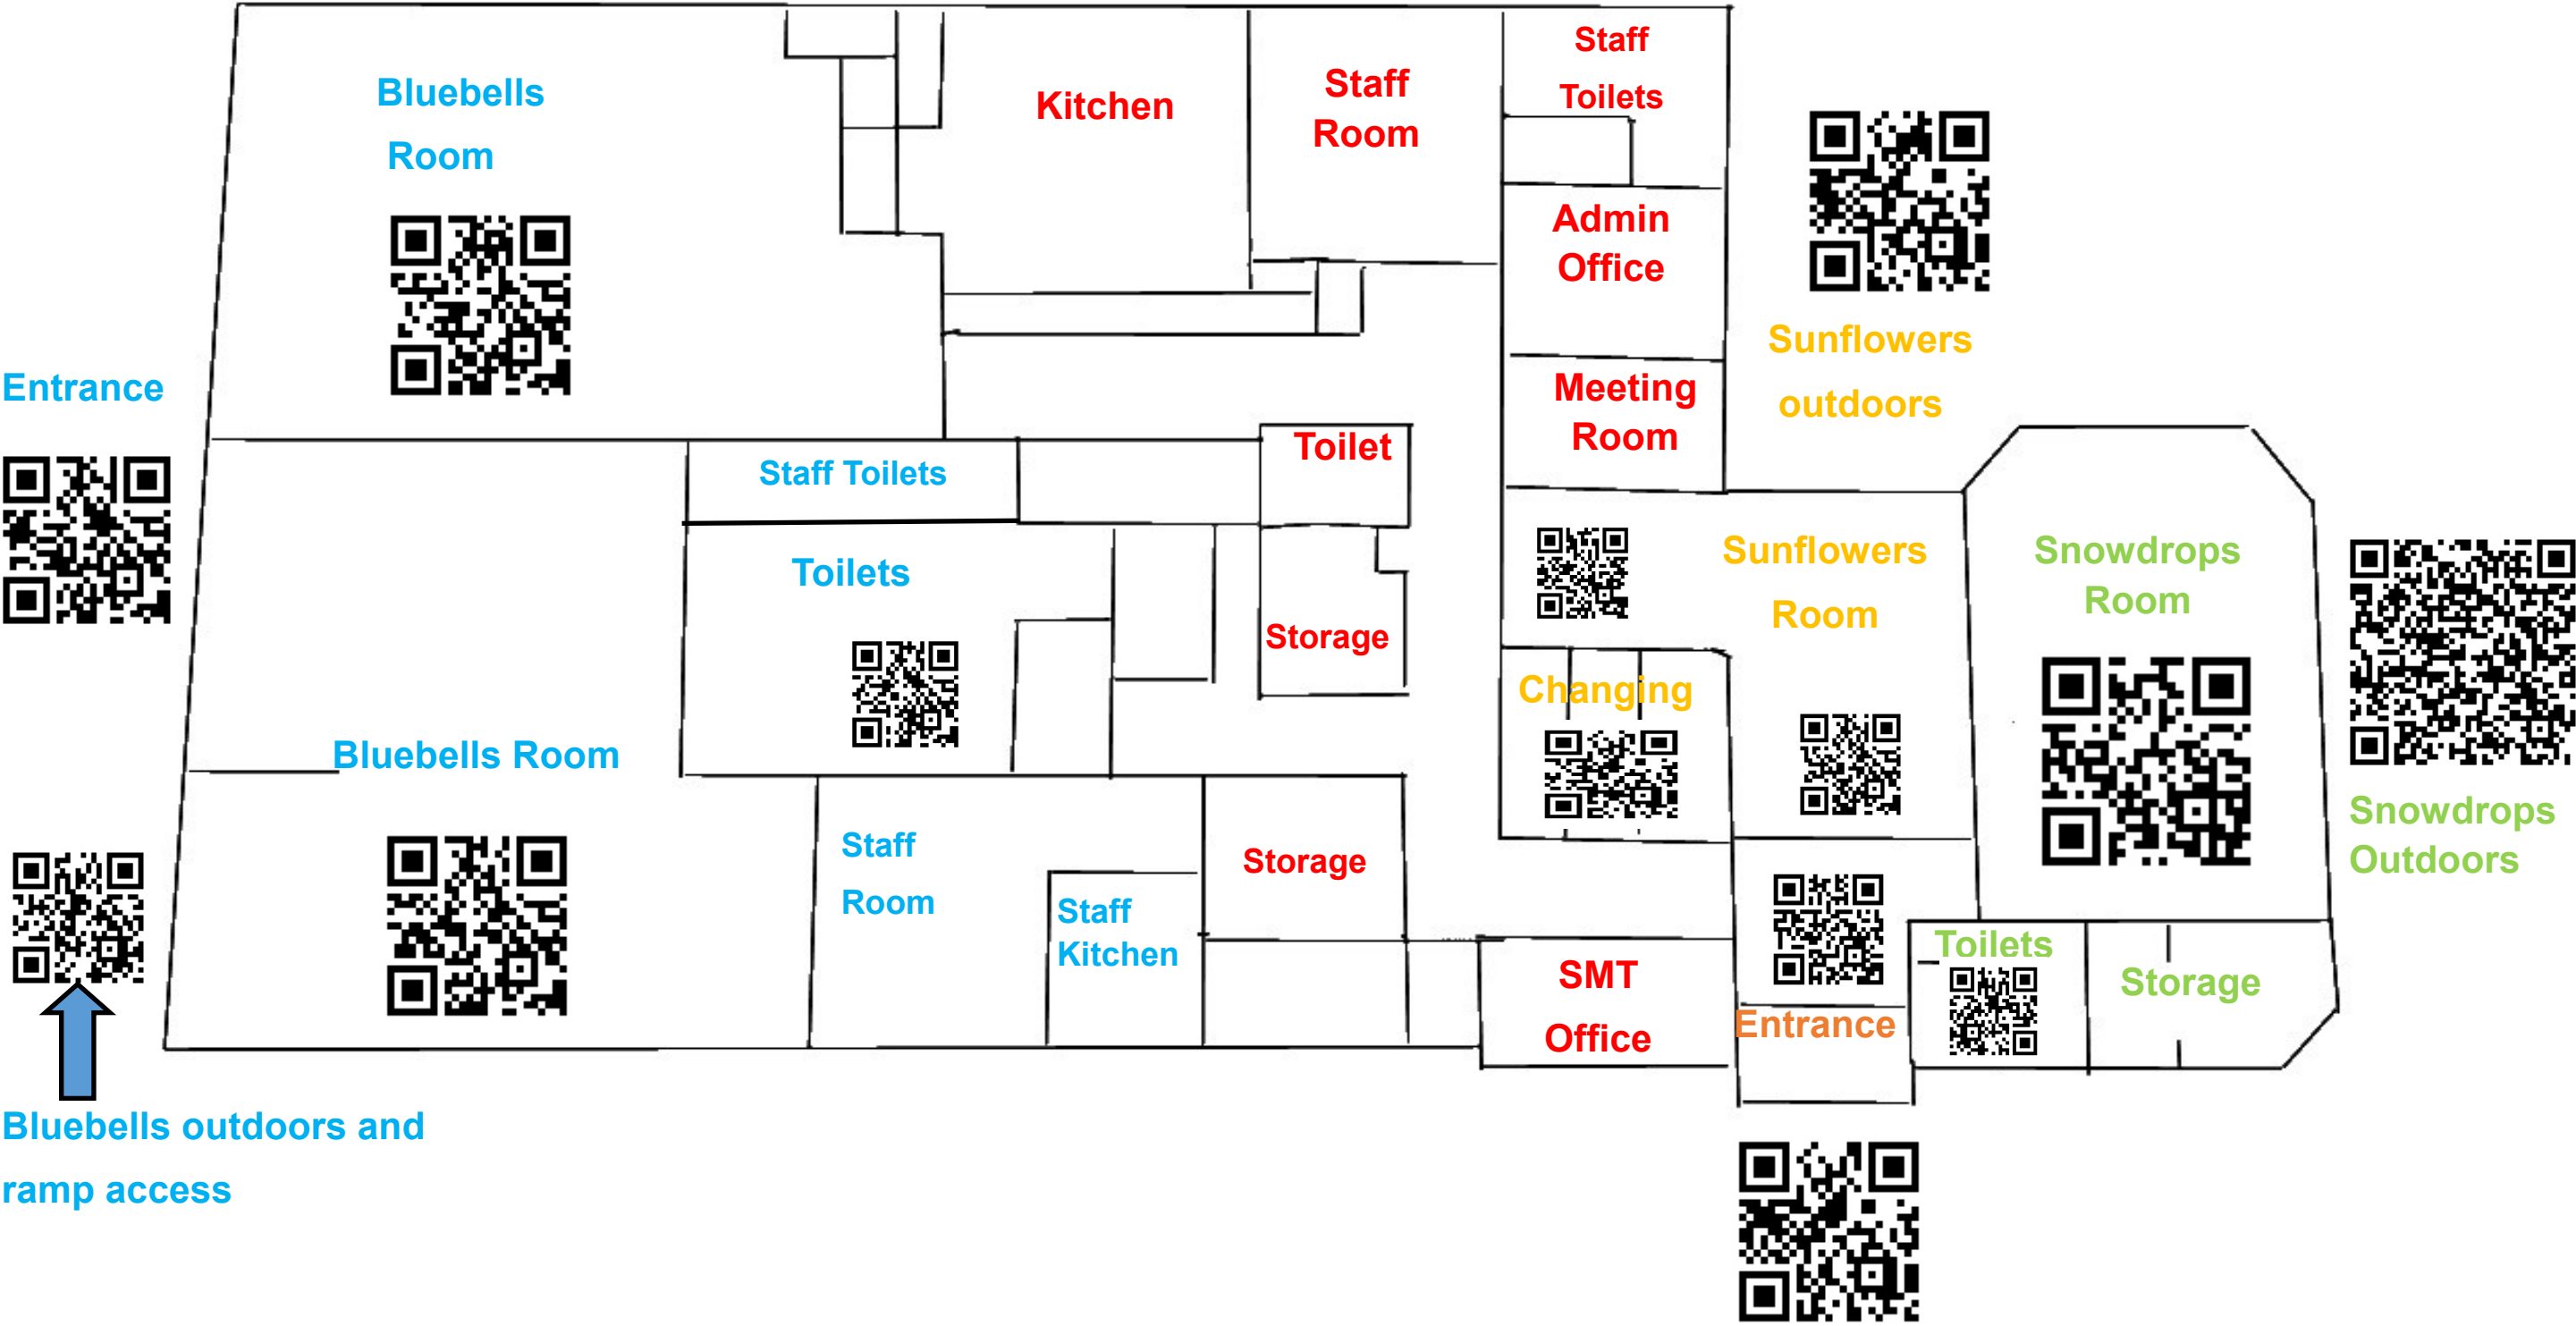 Bluebells
Room
Kitchen
Staff
Room
Staff
Toilets
Admin
Office
Meeting
Room
Sunflowers
outdoors
Entrance
Staff Toilets
Toilet
Toilets
Storage
Sunflowers
Room
Snowdrops
Room
Changing
Bluebells Room
Snowdrops
Outdoors
Staff
Room
Staff
Kitchen
Storage
SMT
Office
Entrance
Toilets
Storage
Bluebells outdoors and
ramp access